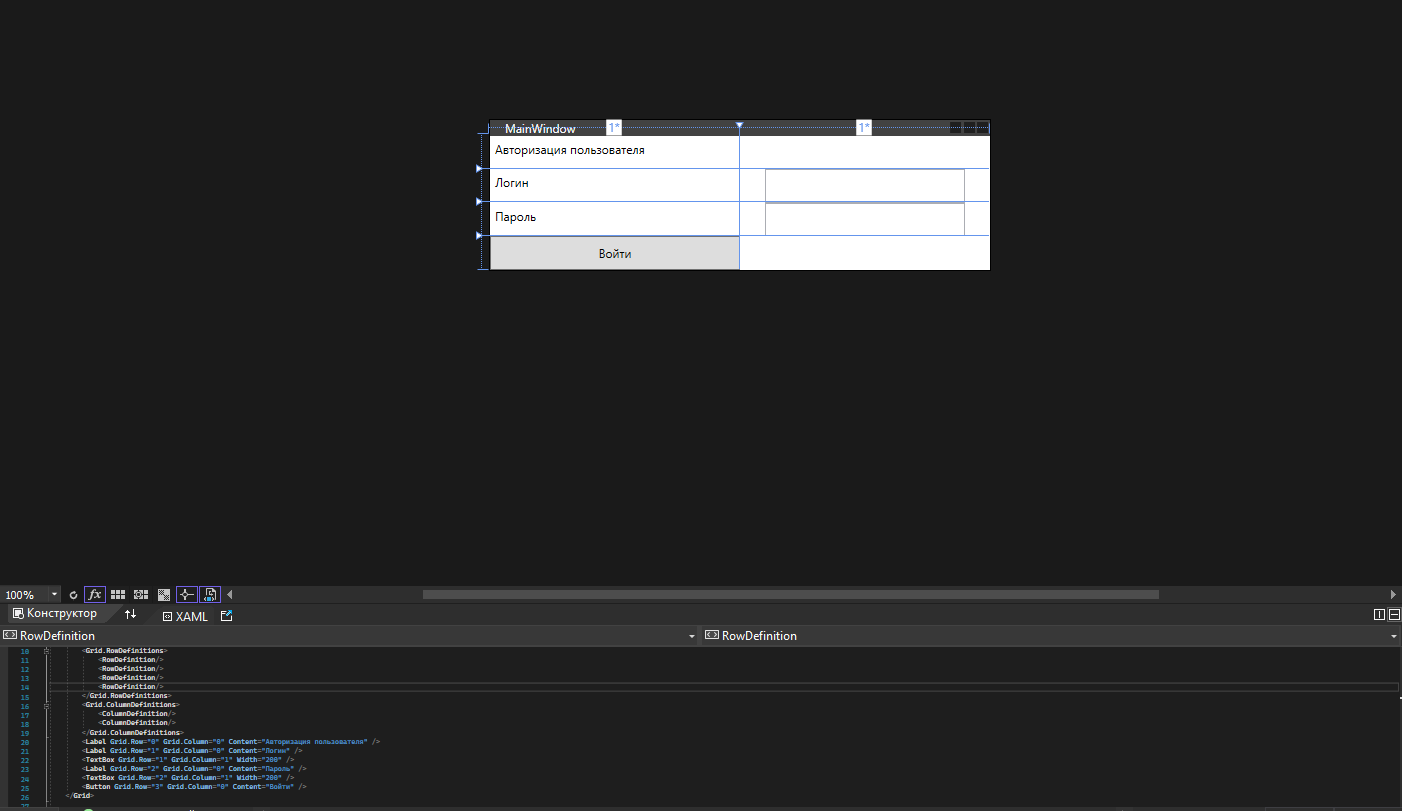 MainWindow
1*
1*
Авторизация пользователя
Логин
Пароль
Войти
100%
fx
Конструктор
XAML
RowDefinition
RowDefinition
10 <Grid.RowDefinitions>
11 <RowDefinition/>
12 <RowDefinition/>
13 <RowDefinition/>
14 <RowDefinition/>
15 </Grid.RowDefinitions>
16 <Grid.ColumnDefinitions>
17 <ColumnDefinition/>
18 <ColumnDefinition/>
19 </Grid.ColumnDefinitions>
20 <Label Grid.Row="0" Grid.Column="0" Content="Авторизация пользователя" />
21 <Label Grid.Row="1" Grid.Column="0" Content="Логин" />
22 <TextBox Grid.Row="1" Grid.Column="1" Width="200" />
23 <Label Grid.Row="2" Grid.Column="0" Content="Пароль" />
24 <TextBox Grid.Row="2" Grid.Column="1" Width="200" />
25 <Button Grid.Row="3" Grid.Column="0" Content="Войти" />
26 </Grid>